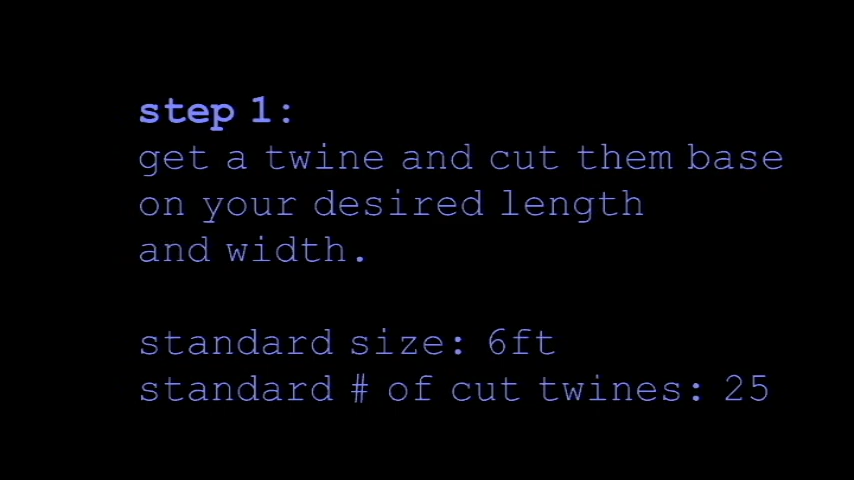 step 1:
get a twine and cut them base
on your desired length
and width.
standard size: 6ft
standard # of cut twines: 25